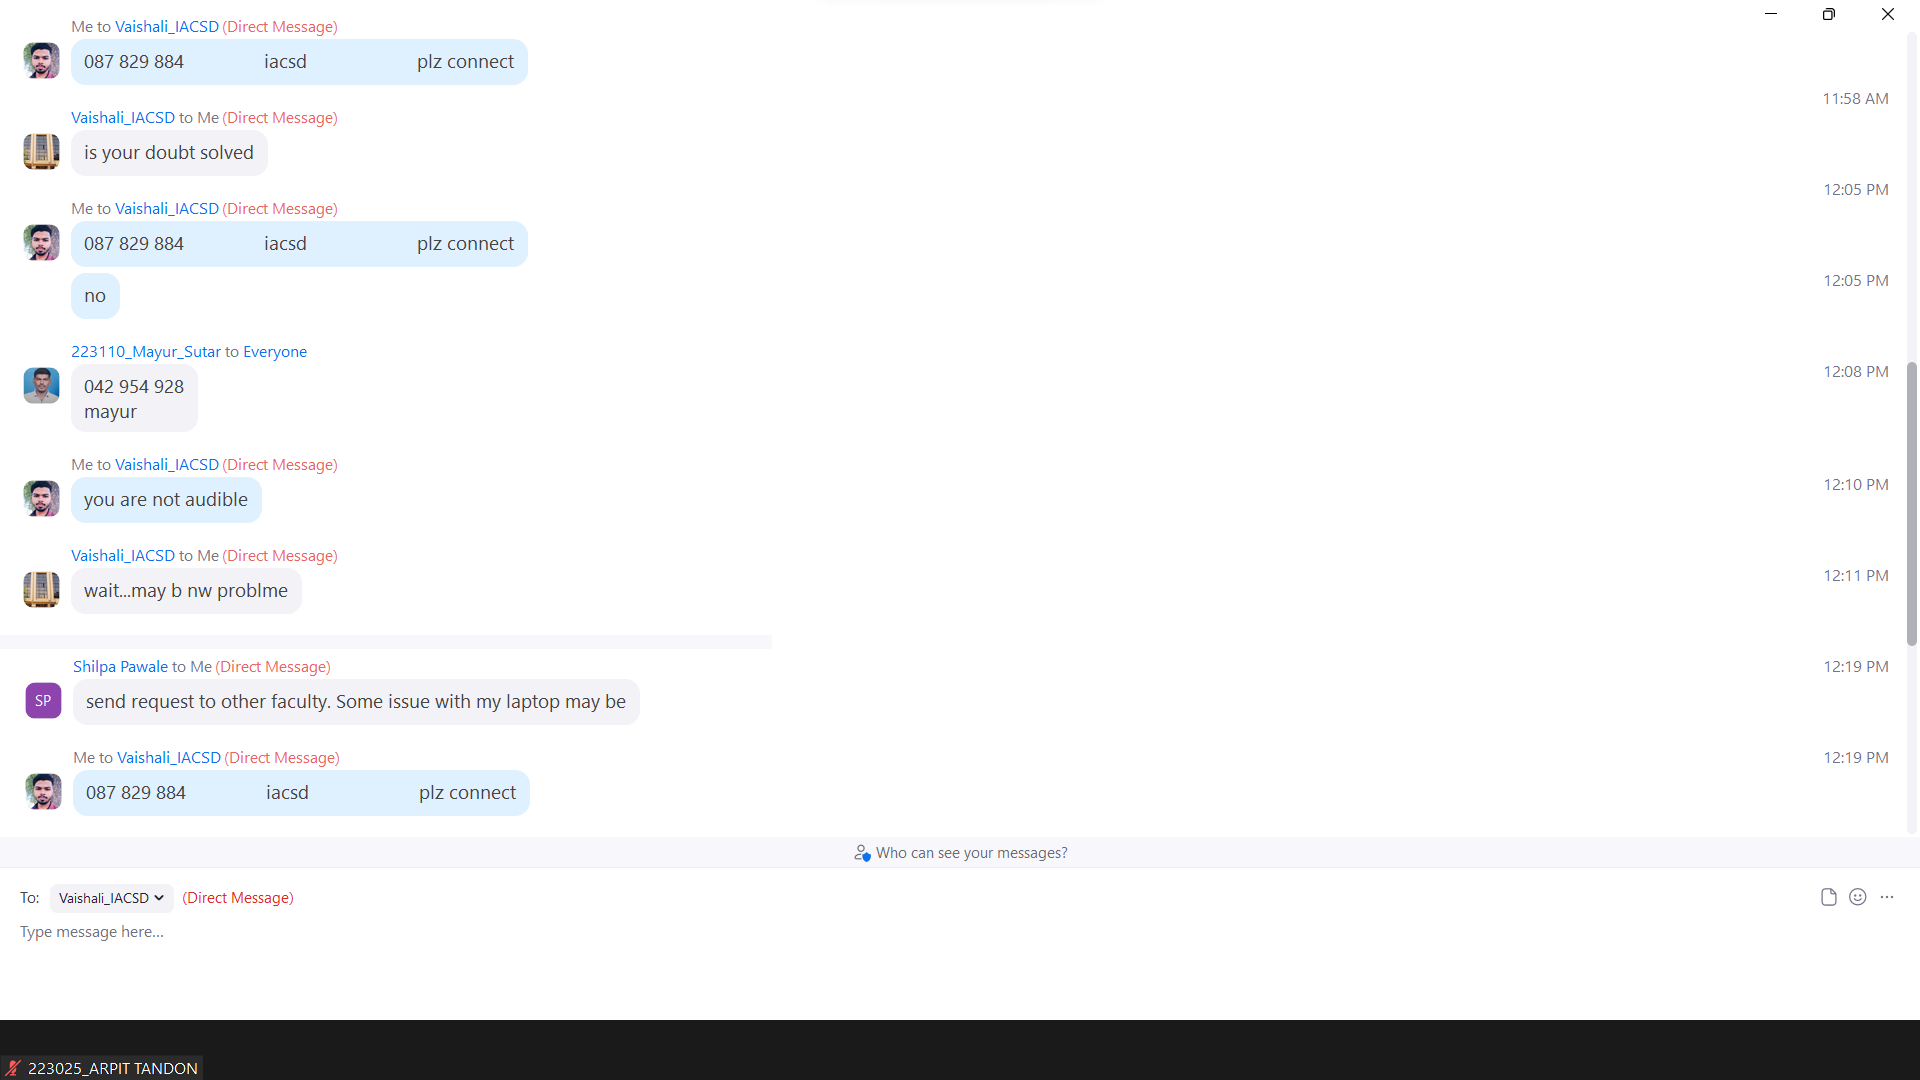 Me to Vaishali_IACSD (Direct Message)
087 829 884 iacsd plz connect
11:58 AM
Vaishali_IACSD to Me (Direct Message)
is your doubt solved
12:05 PM
Me to Vaishali_IACSD (Direct Message)
087 829 884 iacsd plz connect
12:05 PM
no
223110_Mayur_Sutar to Everyone
12:08 PM
042 954 928
mayur
Me to Vaishali_IACSD (Direct Message)
12:10 PM
you are not audible
Vaishali_IACSD to Me (Direct Message)
12:11 PM
wait...may b nw problme
Shilpa Pawale to Me (Direct Message)
12:19 PM
SP
send request to other faculty. Some issue with my laptop may be
Me to Vaishali_IACSD (Direct Message)
12:19 PM
087 829 884 iacsd plz connect
Who can see your messages?
To: Vaishali_IACSD (Direct Message)
Type message here...
223025_ARPIT TANDON